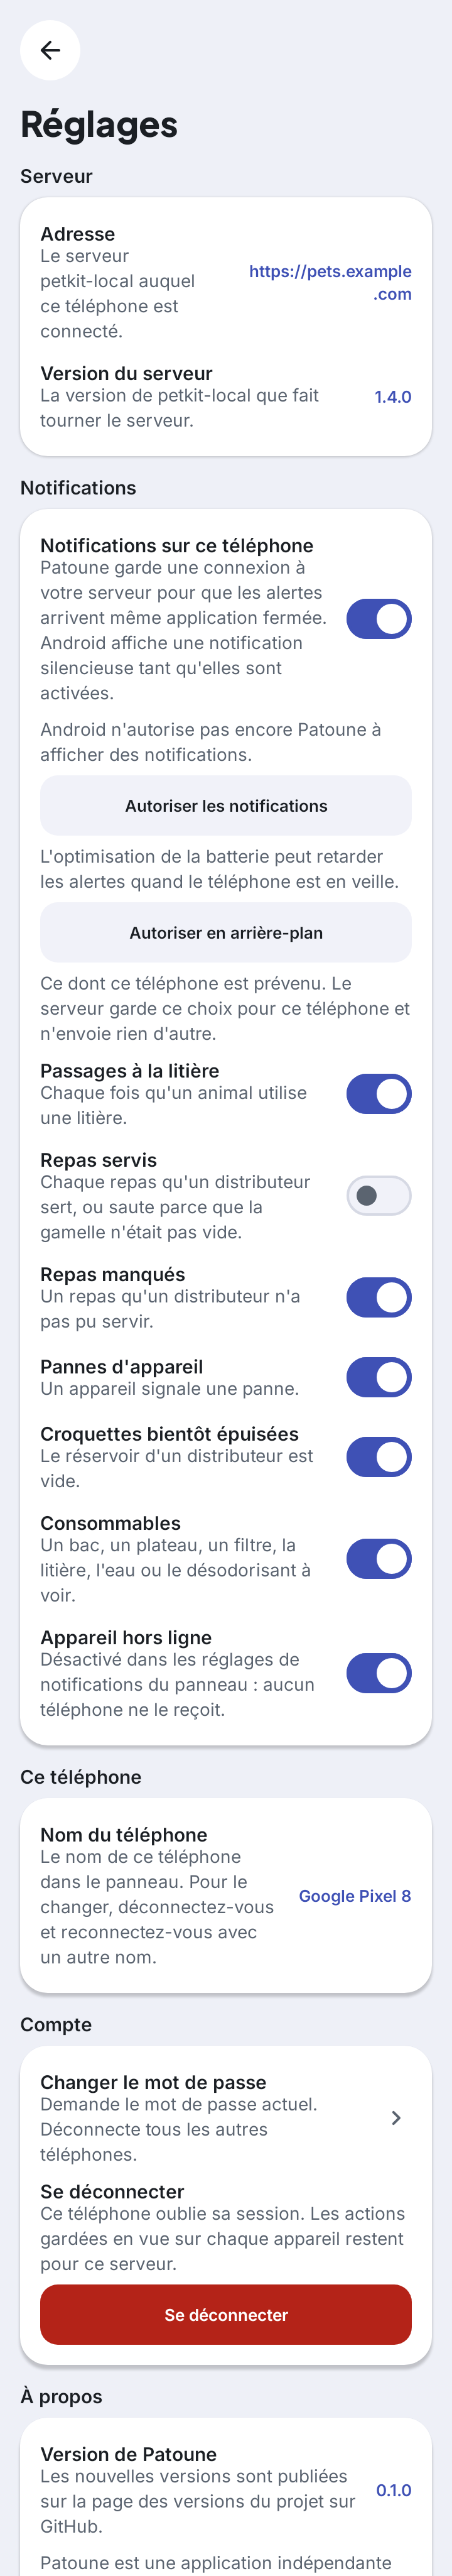 Réglages
Serveur
Adresse
Le serveur
petkit-local auquel
ce téléphone est
connecté.
https://pets.example
.com
Version du serveur
La version de petkit-local que fait
tourner le serveur.
1.4.0
Notifications
Notifications sur ce téléphone
Patoune garde une connexion à
votre serveur pour que les alertes
arrivent même application fermée.
Android affiche une notification
silencieuse tant qu'elles sont
activées.
Android n'autorise pas encore Patoune à
afficher des notifications.
Autoriser les notifications
L'optimisation de la batterie peut retarder
les alertes quand le téléphone est en veille.
Autoriser en arrière-plan
Ce dont ce téléphone est prévenu. Le
serveur garde ce choix pour ce téléphone et
n'envoie rien d'autre.
Passages à la litière
Chaque fois qu'un animal utilise
une litière.
Repas servis
Chaque repas qu'un distributeur
sert, ou saute parce que la
gamelle n'était pas vide.
Repas manqués
Un repas qu'un distributeur n'a
pas pu servir.
Pannes d'appareil
Un appareil signale une panne.
Croquettes bientôt épuisées
Le réservoir d'un distributeur est
vide.
Consommables
Un bac, un plateau, un filtre, la
litière, l'eau ou le désodorisant à
voir.
Appareil hors ligne
Désactivé dans les réglages de
notifications du panneau : aucun
téléphone ne le reçoit.
Ce téléphone
Nom du téléphone
Le nom de ce téléphone
dans le panneau. Pour le
changer, déconnectez-vous
et reconnectez-vous avec
un autre nom.
Google Pixel 8
Compte
Changer le mot de passe
Demande le mot de passe actuel.
Déconnecte tous les autres
téléphones.
Se déconnecter
Ce téléphone oublie sa session. Les actions
gardées en vue sur chaque appareil restent
pour ce serveur.
Se déconnecter
À propos
Version de Patoune
Les nouvelles versions sont publiées
sur la page des versions du projet sur
GitHub.
0.1.0
Patoune est une application indépendante